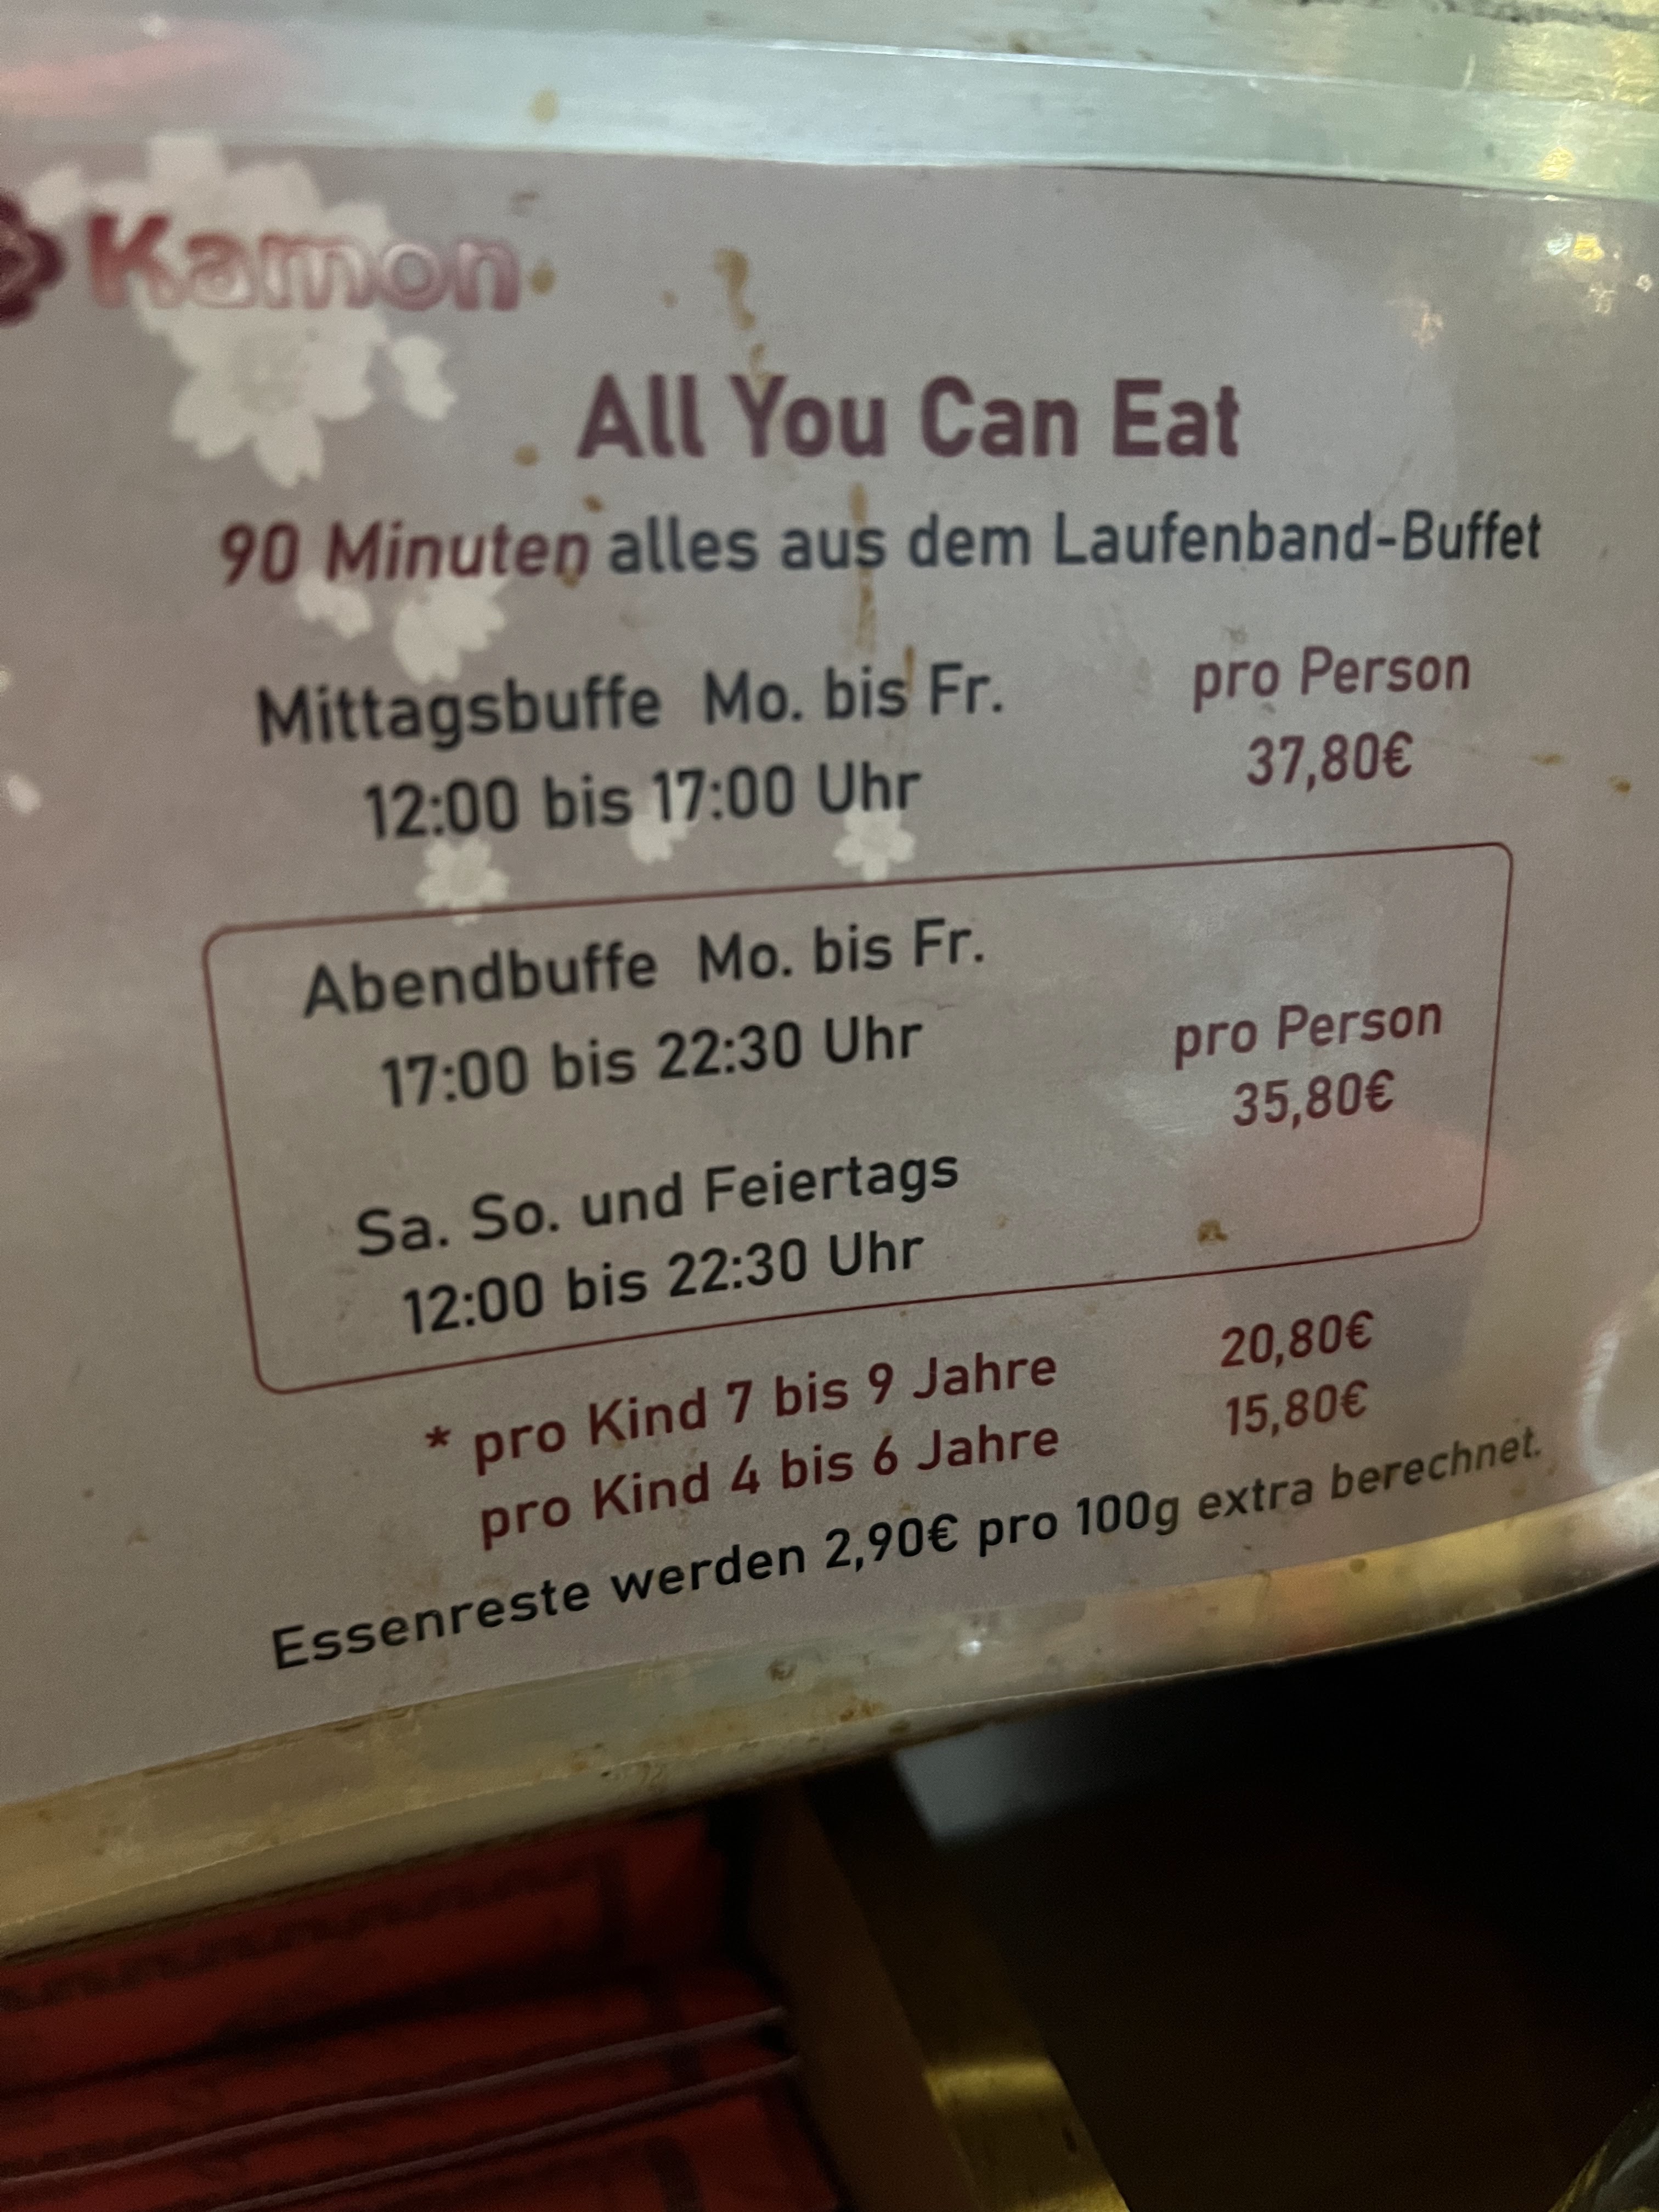 Kamon
All You Can Eat
90 Minuten alles aus dem Laufenband-Buffet
Mittagsbuffe Mo. bis Fr.
12:00 bis 17:00 Uhr
pro Person
37,80€
Abendbuffe Mo. bis Fr.
17:00 bis 22:30 Uhr
pro Person
35,80€
Sa. So. und Feiertags
12:00 bis 22:30 Uhr
* pro Kind 7 bis 9 Jahre 20,80€
pro Kind 4 bis 6 Jahre 15,80€
Essenreste werden 2,90€ pro 100g extra berechnet.